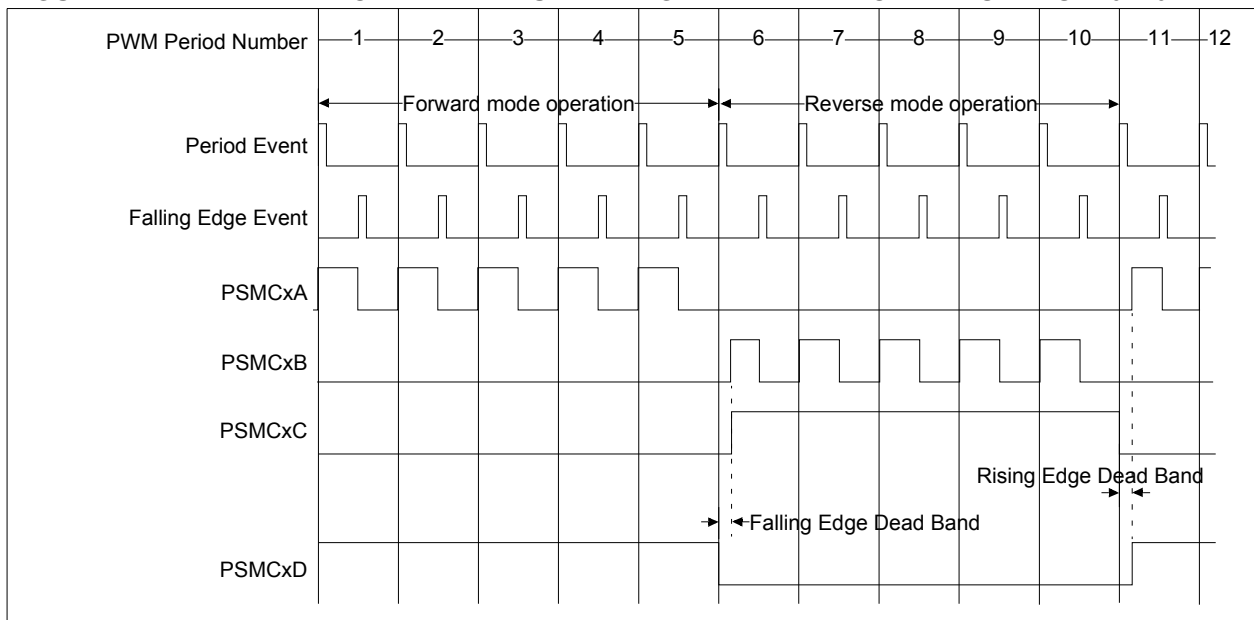 PWM Period Number 1 2 3 4 5 6 7 8 9 10 11 12
Forward mode operation Reverse mode operation
Period Event
Falling Edge Event
PSMCxA
PSMCxB
PSMCxC
Rising Edge Dead Band
Falling Edge Dead Band
PSMCxD